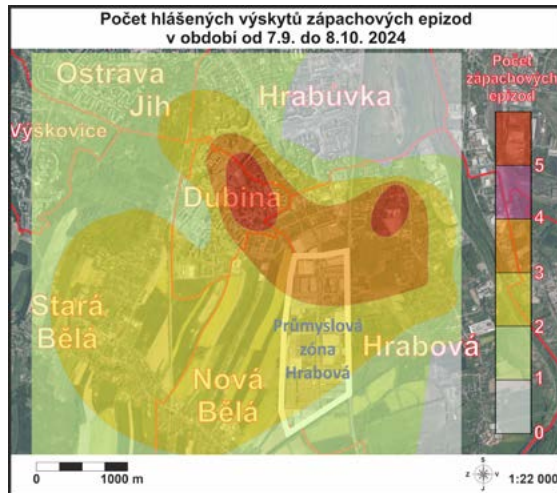 Počet hlášených výskytů zápachových epizod
v období od 7.9. do 8.10. 2024
Ostrava
Jih
Hrabůvka
Výškovice
Dubina
Stará
Bělá
Nová
Bělá
Průmyslová
zóna
Hrabová
Hrabová
Počet
zápachových
epizod
5
4
3
2
1
0
0 1000 m
S
Z V
J
1:22 000